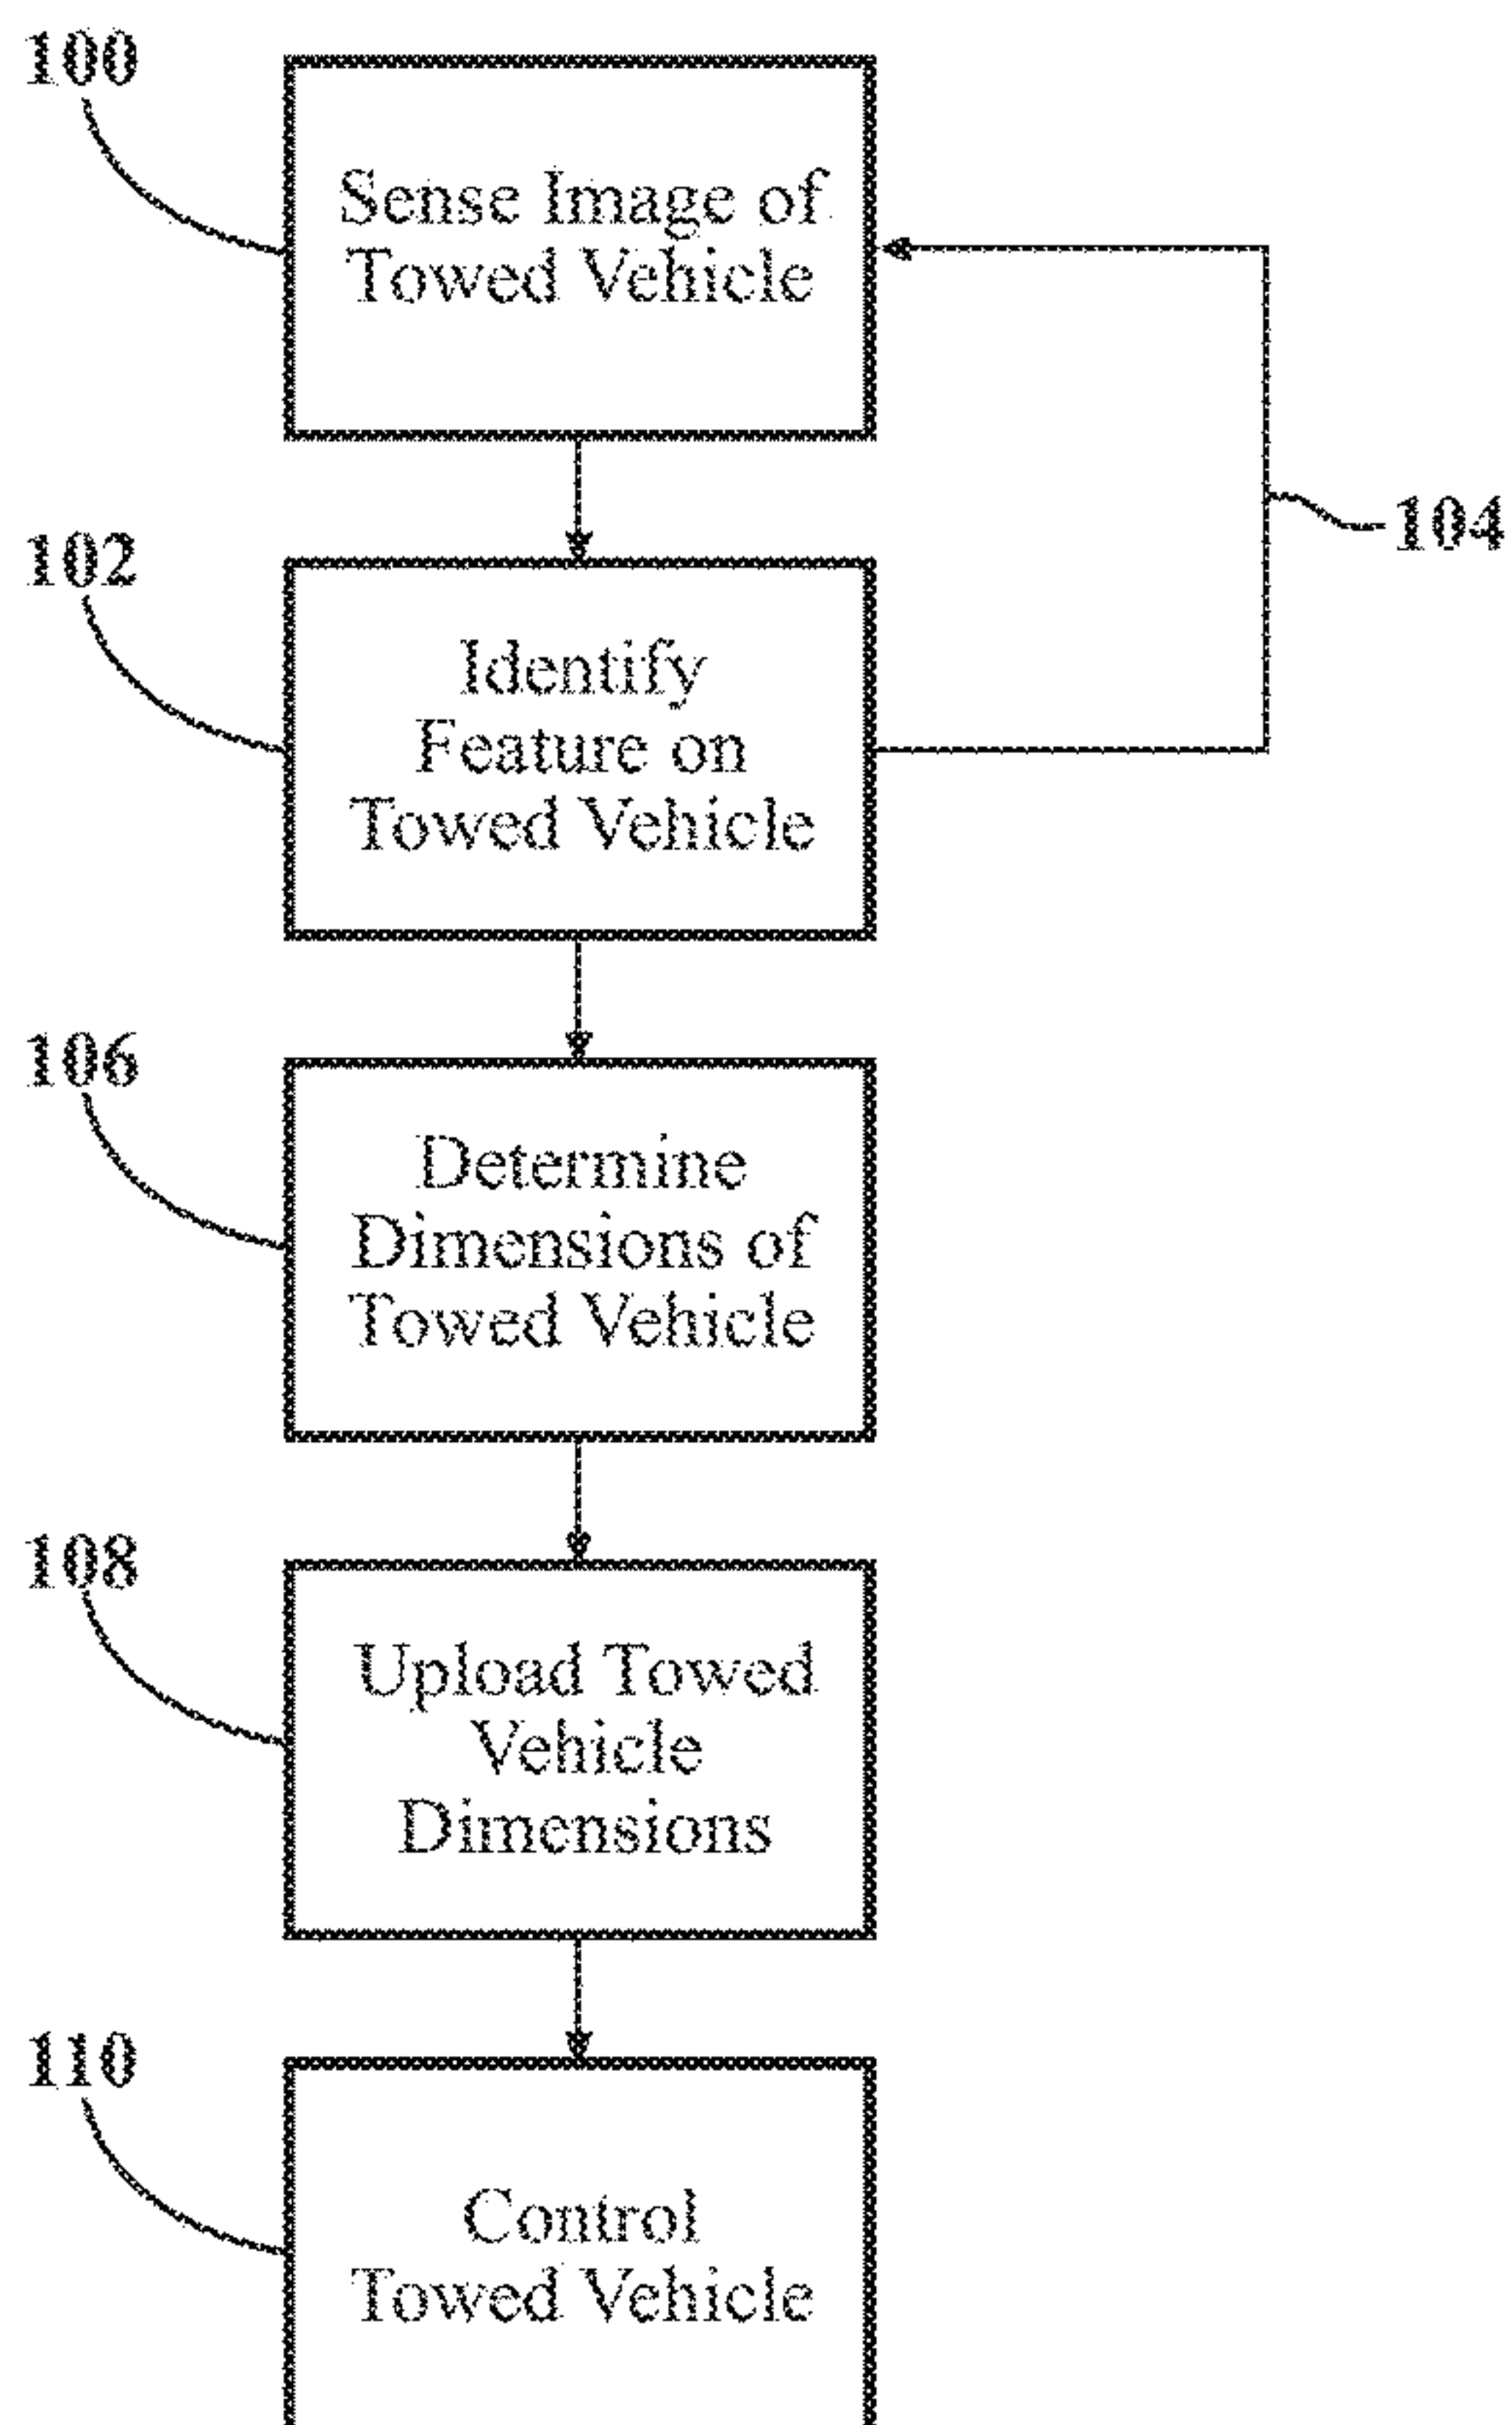 100
Sense Image of
Towed Vehicle
102
104
Identify
Feature on
Towed Vehicle
106
Determine
Dimensions of
Towed Vehicle
108
Upload Towed
Vehicle
Dimensions
110
Control
Towed Vehicle